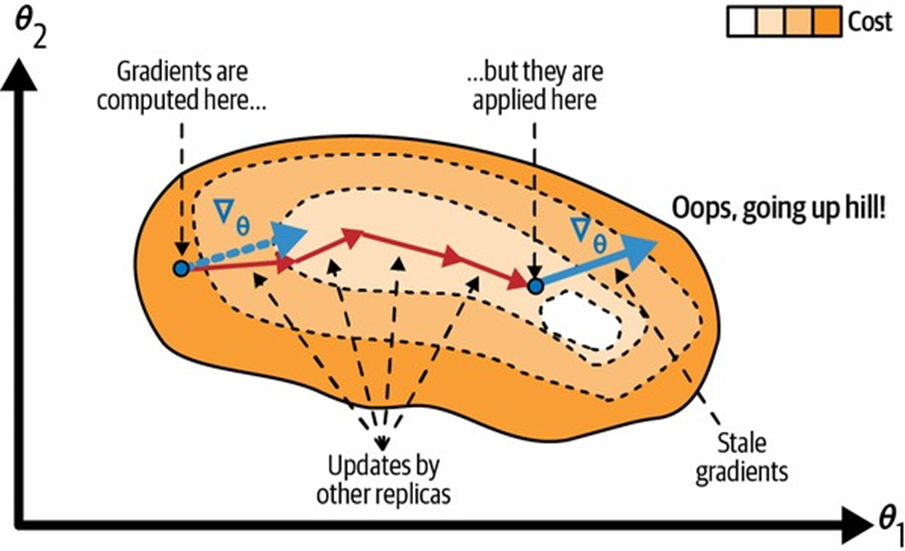 θ2
Cost
Gradients are
computed here...
...but they are
applied here
∇θ
∇θ
Oops, going up hill!
Updates by
other replicas
Stale
gradients
θ1